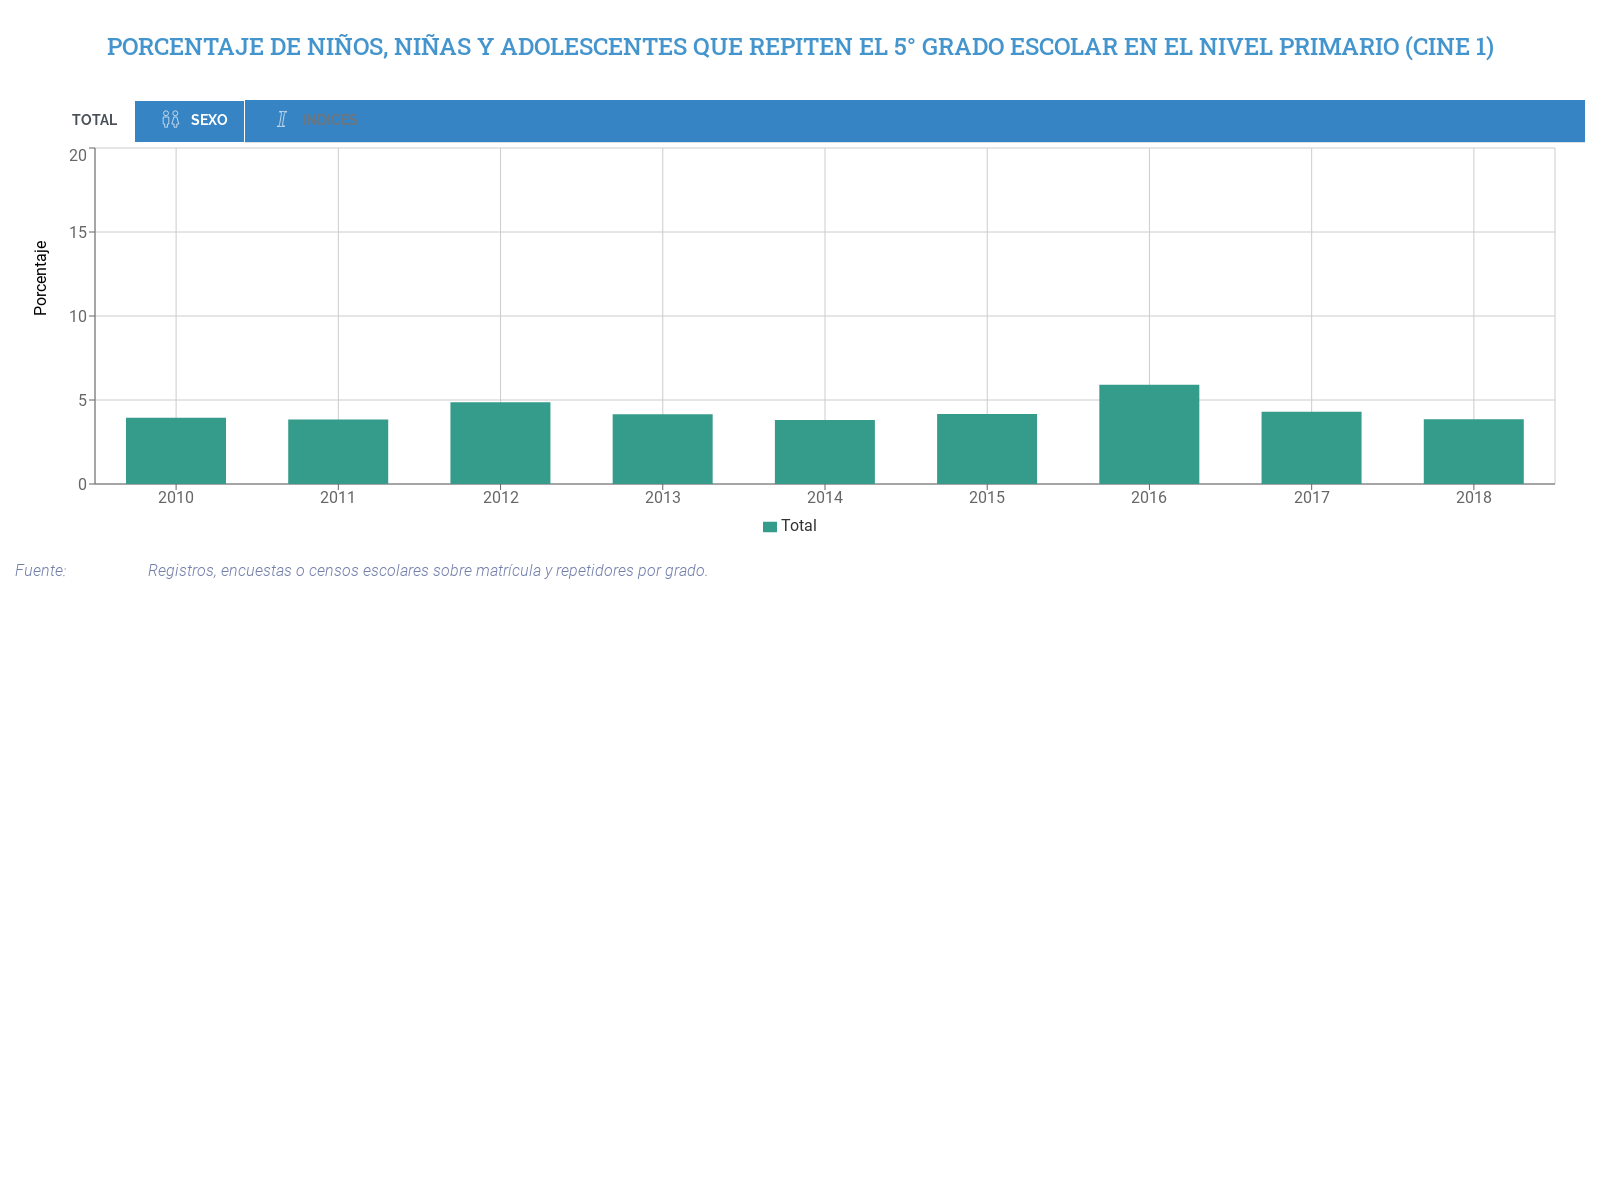 PORCENTAJE DE NIÑOS, NIÑAS Y ADOLESCENTES QUE REPITEN EL 5° GRADO ESCOLAR EN EL NIVEL PRIMARIO (CINE 1)
TOTAL SEXO INDICES
20
15
10
5
0
Porcentaje
2010 2011 2012 2013 2014 2015 2016 2017 2018
Total
Fuente: Registros, encuestas o censos escolares sobre matrícula y repetidores por grado.